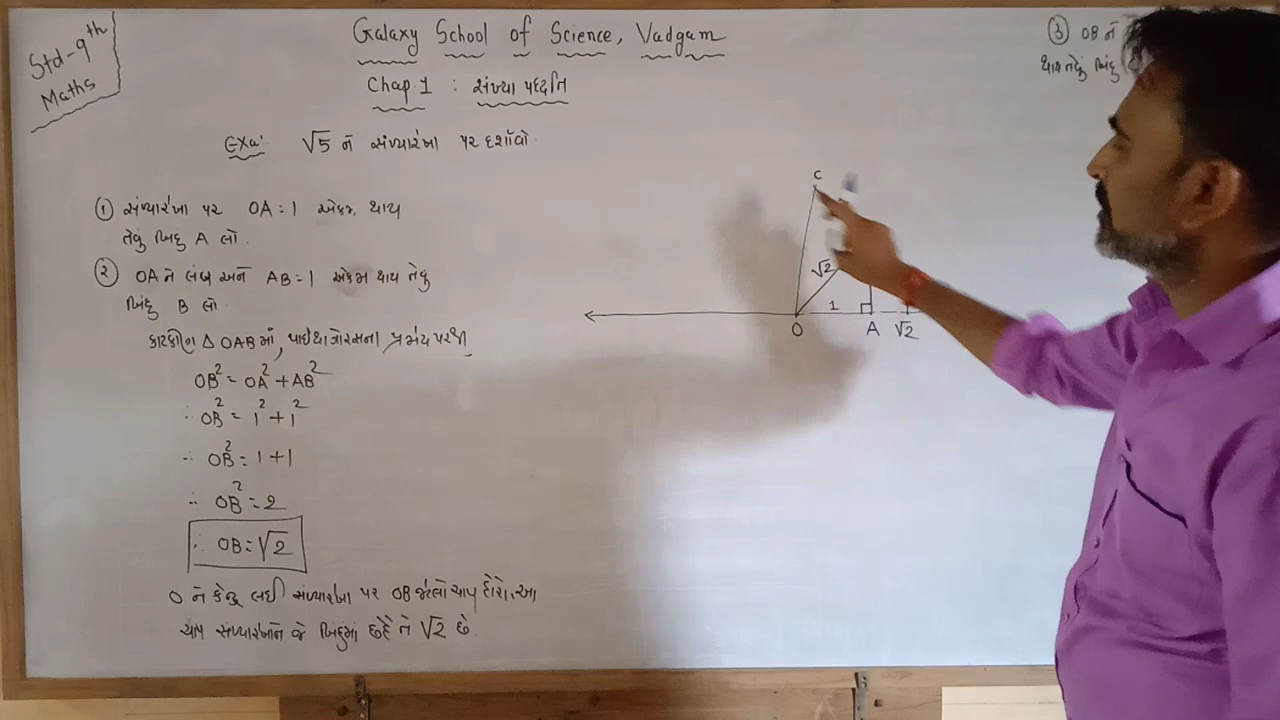 Std-9th
Maths
Galaxy School of Science, Vadgam
Chap 1 : સંખ્યા પદ્ધતિ
Exa: √5 ને સંખ્યારેખા પર દર્શાવો.
① સંખ્યારેખા પર OA = 1 એકમ થાય
તેવું બિંદુ A લો.
② OA ને લંબ અને AB = 1 એકમ થાય તેવું
બિંદુ B લો.
કાટકોણ Δ OAB માં, પાઈથાગોરસના પ્રમેય પરથી
OB² = OA² + AB²
∴ OB² = 1² + 1²
∴ OB² = 1 + 1
∴ OB² = 2
∴ OB = √2
O ને કેન્દ્ર લઈ સંખ્યારેખા પર OB જેટલો ચાપ દોરો. આ
ચાપ સંખ્યારેખાને જે બિંદુમાં છેદે તે √2 છે.
③ OB ને
થાય તેવું બિંદુ C
C
√2
1
O A √2